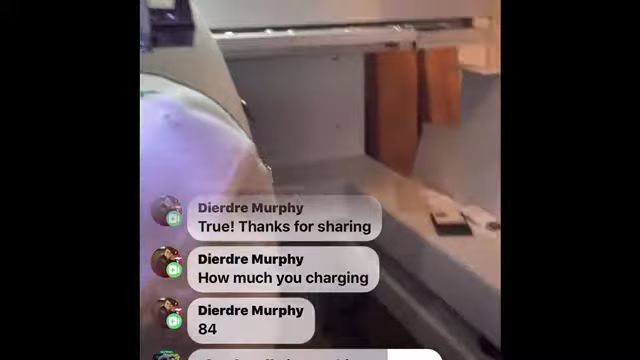 Dierdre Murphy
True! Thanks for sharing
Dierdre Murphy
How much you charging
Dierdre Murphy
84